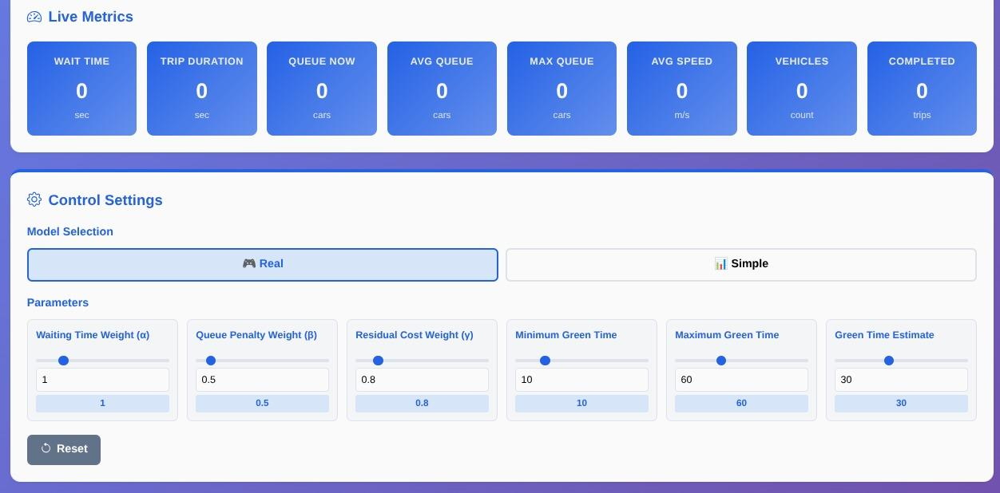 Live Metrics
WAIT TIME
0
sec
TRIP DURATION
0
sec
QUEUE NOW
0
cars
AVG QUEUE
0
cars
MAX QUEUE
0
cars
AVG SPEED
0
m/s
VEHICLES
0
count
COMPLETED
0
trips
Control Settings
Model Selection
🎮 Real
📊 Simple
Parameters
Waiting Time Weight (α)
1
1
Queue Penalty Weight (β)
0.5
0.5
Residual Cost Weight (γ)
0.8
0.8
Minimum Green Time
10
10
Maximum Green Time
60
60
Green Time Estimate
30
30
Reset